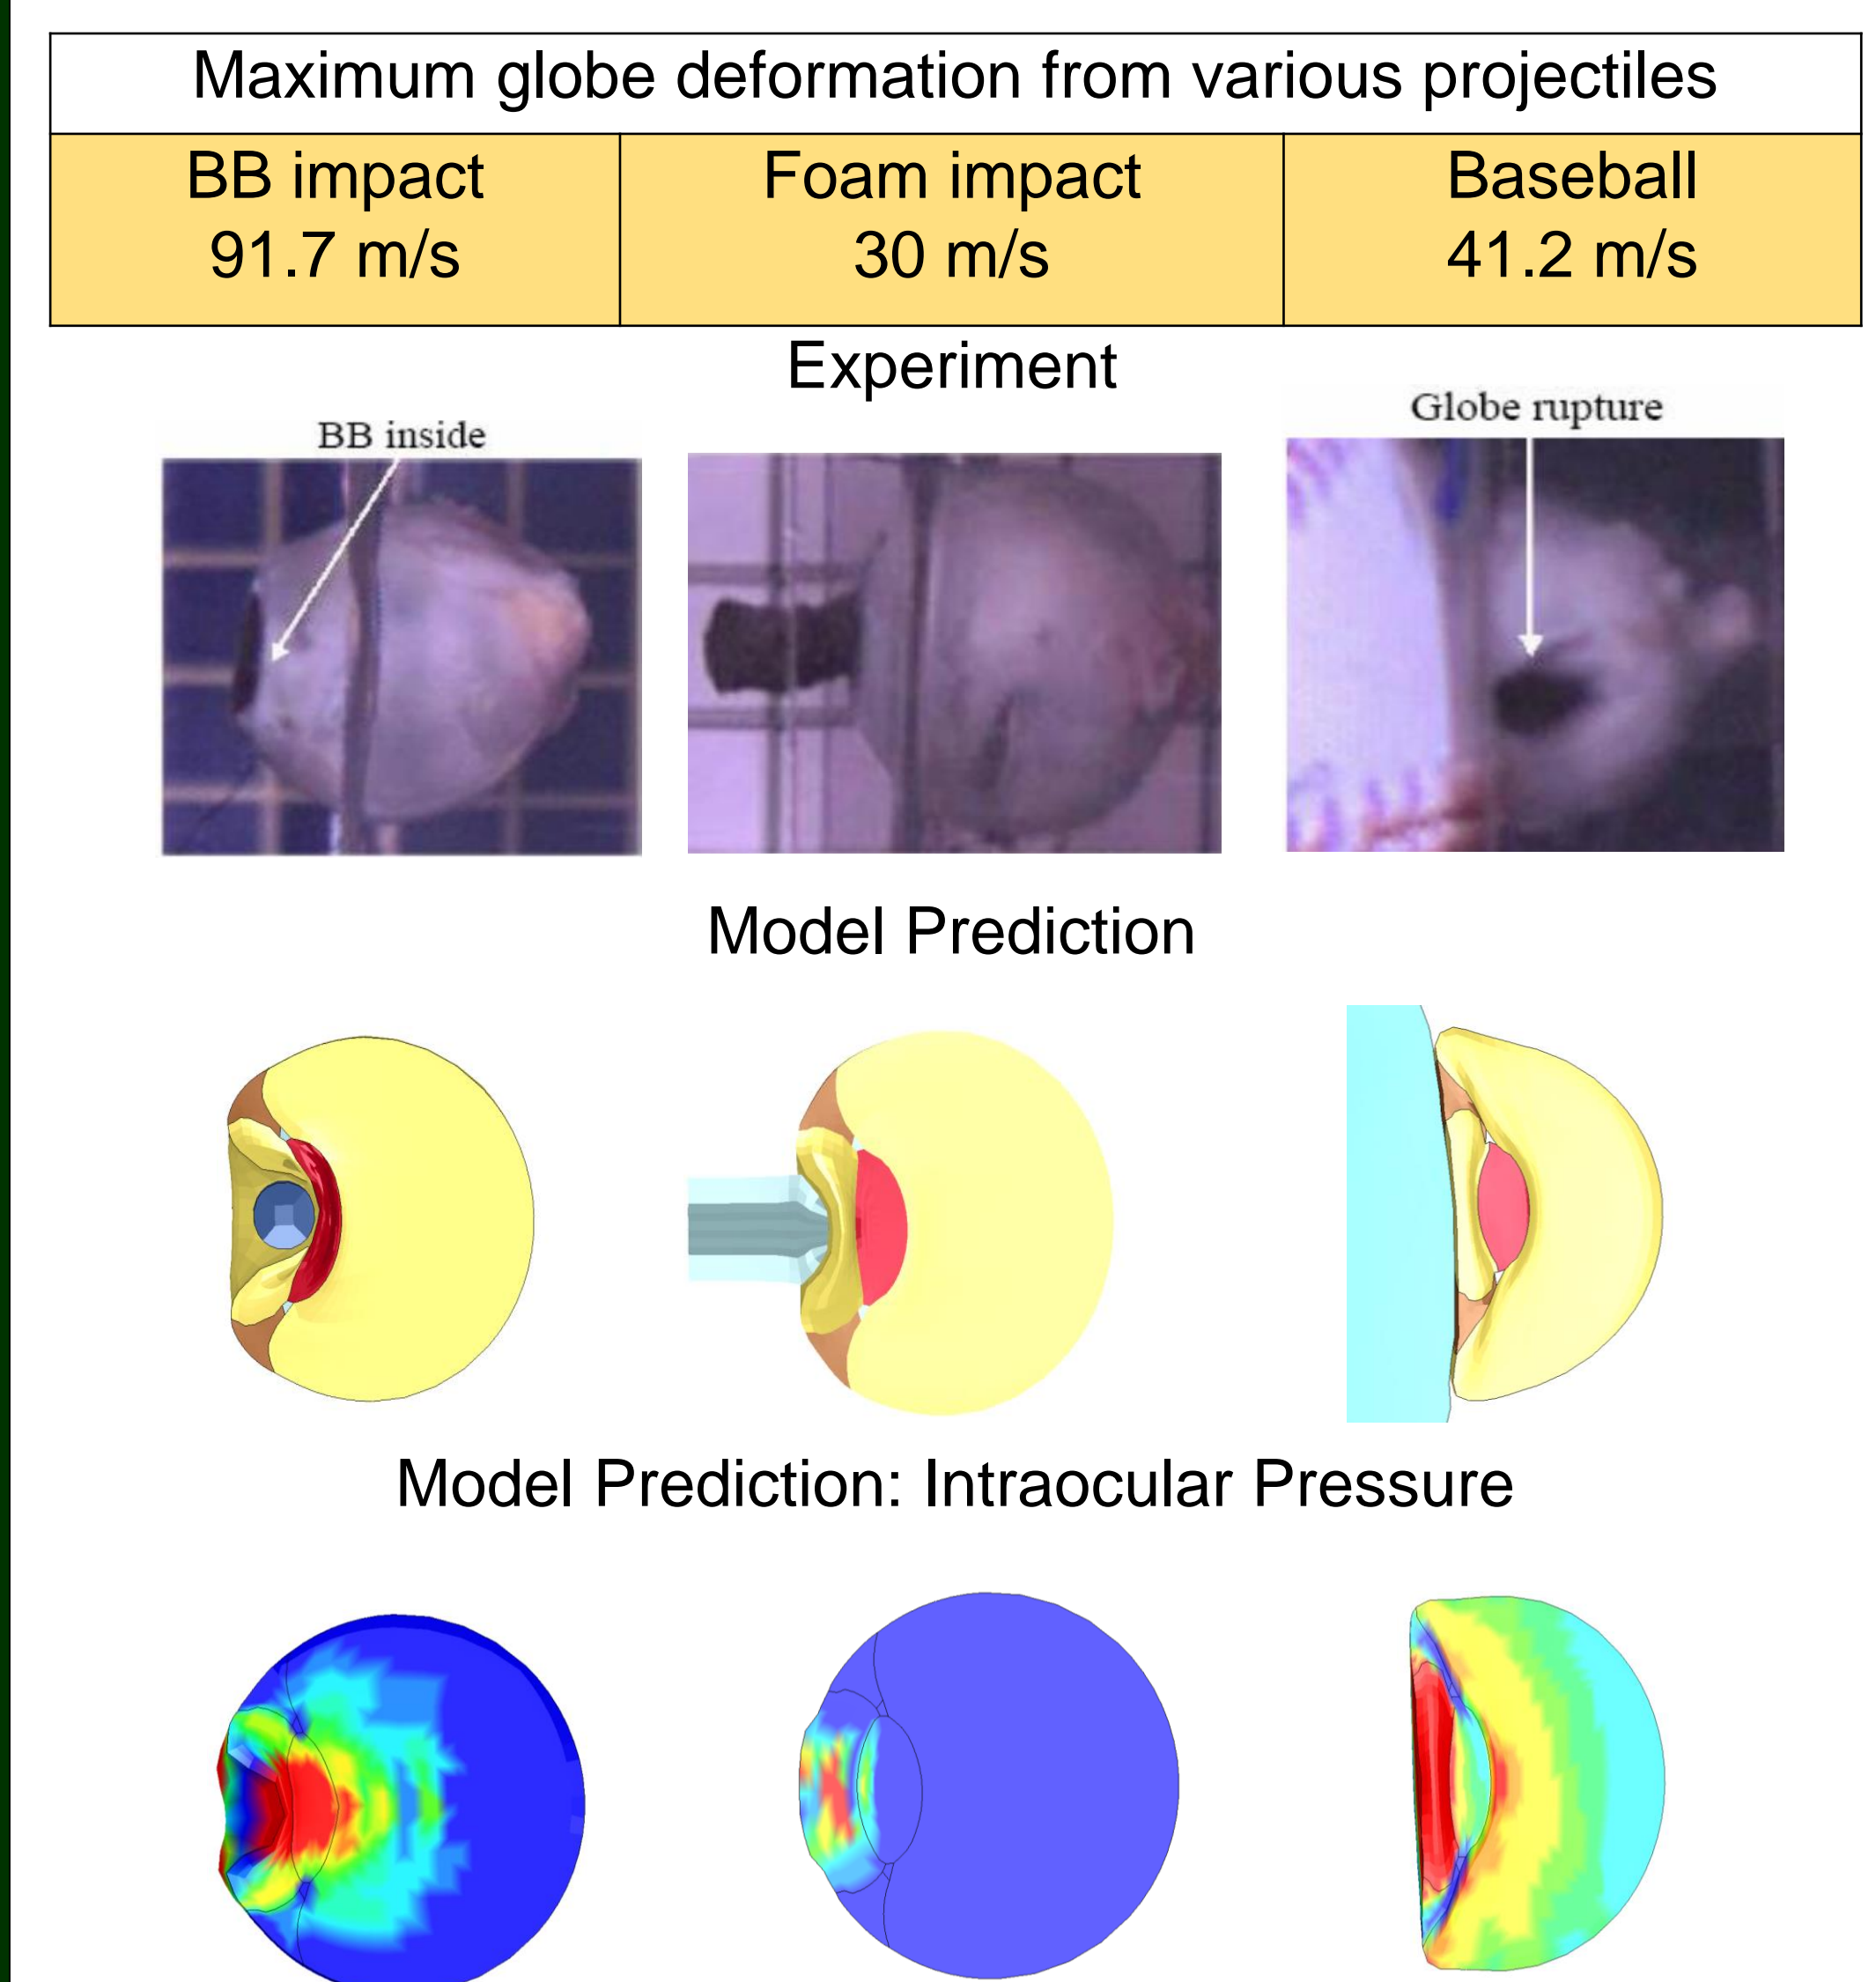 Maximum globe deformation from various projectiles
BB impact
91.7 m/s
Foam impact
30 m/s
Baseball
41.2 m/s
Experiment
BB inside
Globe rupture
Model Prediction
Model Prediction: Intraocular Pressure